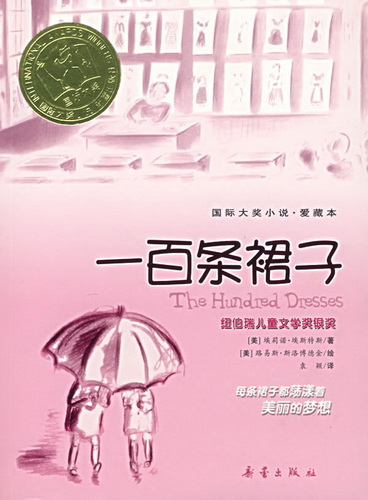 国际大奖小说·爱藏本
一百条裙子
The Hundred Dresses
纽伯瑞儿童文学奖银奖
[美] 埃莉诺·埃斯特斯/著
[美] 路易斯·斯洛博德金/绘
袁颖/译
每条裙子都荡漾着
美丽的梦想
新蕾出版社